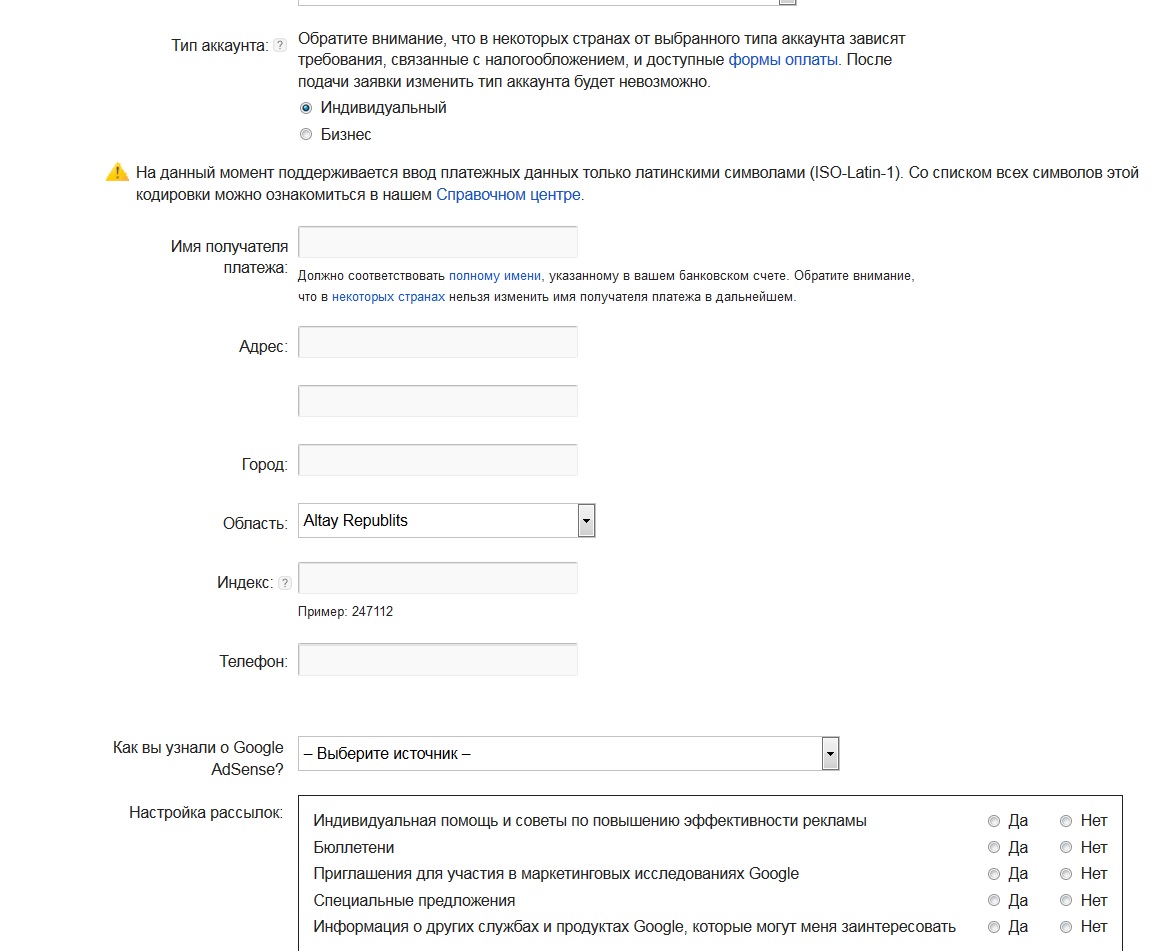 Тип аккаунта: ? Обратите внимание, что в некоторых странах от выбранного типа аккаунта зависят
требования, связанные с налогообложением, и доступные формы оплаты. После
подачи заявки изменить тип аккаунта будет невозможно.
Индивидуальный
Бизнес
На данный момент поддерживается ввод платежных данных только латинскими символами (ISO-Latin-1). Со списком всех символов этой
кодировки можно ознакомиться в нашем Справочном центре.
Имя получателя
платежа:
Должно соответствовать полному имени, указанному в вашем банковском счете. Обратите внимание,
что в некоторых странах нельзя изменить имя получателя платежа в дальнейшем.
Адрес:
Город:
Область: Altay Republits
Индекс: ?
Пример: 247112
Телефон:
Как вы узнали о Google
AdSense?
– Выберите источник –
Настройка рассылок:
Индивидуальная помощь и советы по повышению эффективности рекламы Да Нет
Бюллетени Да Нет
Приглашения для участия в маркетинговых исследованиях Google Да Нет
Специальные предложения Да Нет
Информация о других службах и продуктах Google, которые могут меня заинтересовать Да Нет